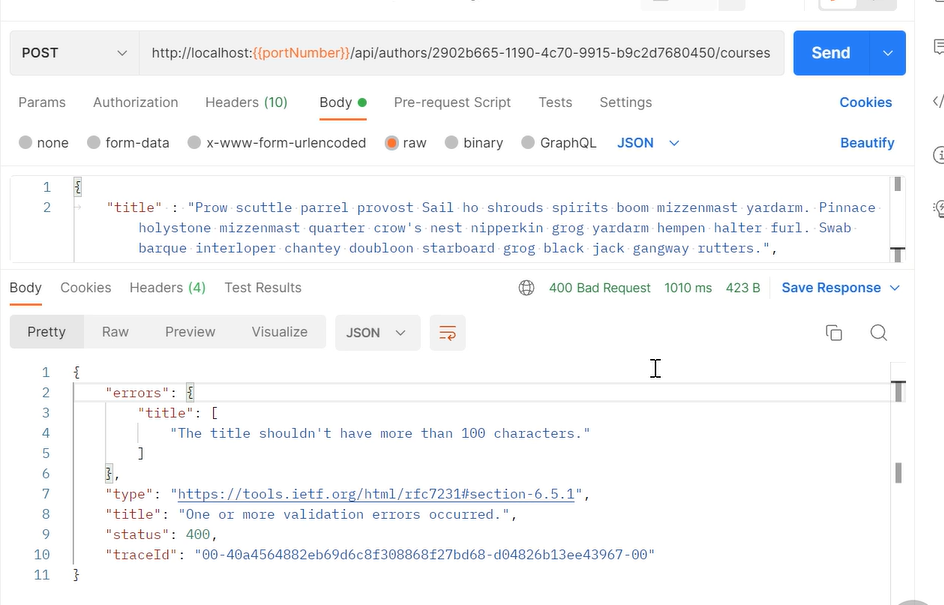 POST http://localhost:{{portNumber}}/api/authors/2902b665-1190-4c70-9915-b9c2d7680450/courses Send
Params Authorization Headers (10) Body Pre-request Script Tests Settings Cookies
none form-data x-www-form-urlencoded raw binary GraphQL JSON Beautify
1 {
2 "title" : "Prow scuttle parrel provost Sail ho shrouds spirits boom mizzenmast yardarm. Pinnace
holystone mizzenmast quarter crow's nest nipperkin grog yardarm hempen halter furl. Swab
barque interloper chantey doubloon starboard grog black jack gangway rutters.",
Body Cookies Headers (4) Test Results 400 Bad Request 1010 ms 423 B Save Response
Pretty Raw Preview Visualize JSON
1 {
2 "errors": {
3 "title": [
4 "The title shouldn't have more than 100 characters."
5 ]
6 },
7 "type": "https://tools.ietf.org/html/rfc7231#section-6.5.1",
8 "title": "One or more validation errors occurred.",
9 "status": 400,
10 "traceId": "00-40a4564882eb69d6c8f308868f27bd68-d04826b13ee43967-00"
11 }